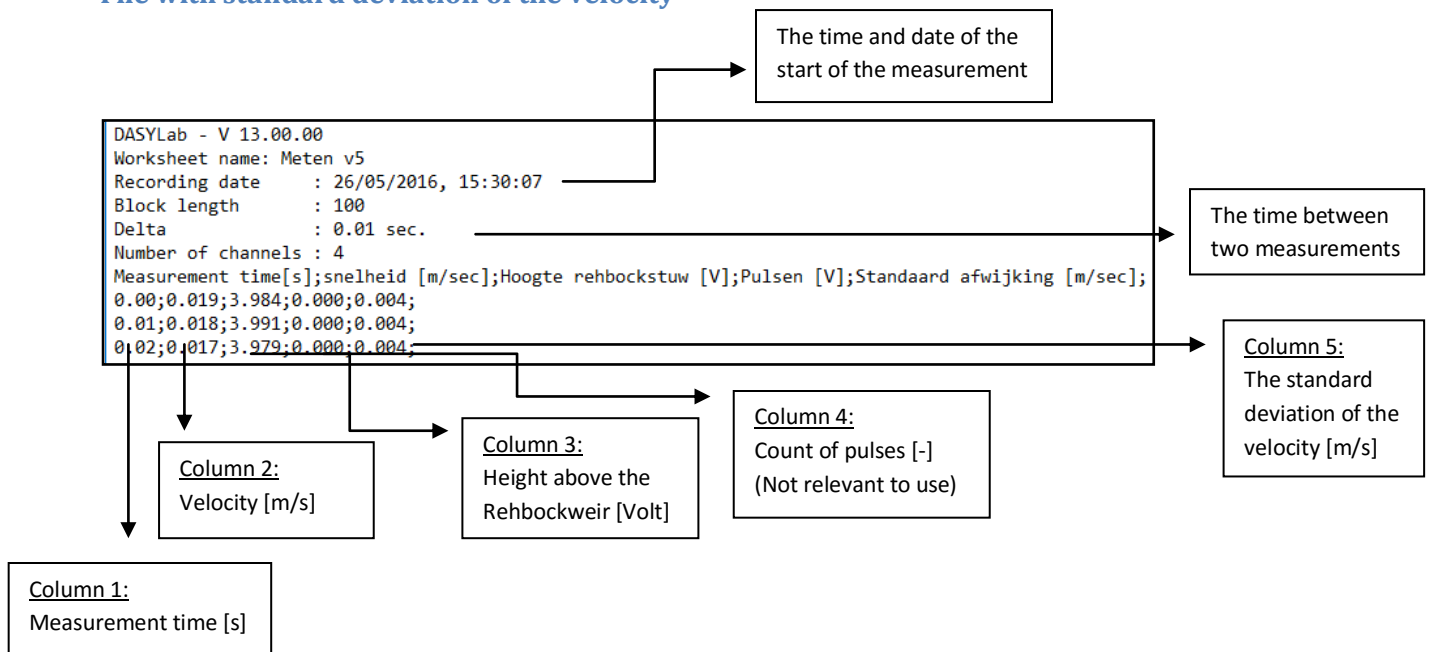 File with standard deviation of the velocity
The time and date of the
start of the measurement
DASYLab - V 13.00.00
Worksheet name: Meten v5
Recording date : 26/05/2016, 15:30:07
Block length : 100
Delta : 0.01 sec.
Number of channels : 4
Measurement time[s];snelheid [m/sec];Hoogte rehbockstuw [V];Pulsen [V];Standaard afwijking [m/sec];
0.00;0.019;3.984;0.000;0.004;
0.01;0.018;3.991;0.000;0.004;
0.02;0.017;3.979;0.000;0.004;
The time between
two measurements
Column 5:
The standard
deviation of the
velocity [m/s]
Column 4:
Count of pulses [-]
(Not relevant to use)
Column 3:
Height above the
Rehbockweir [Volt]
Column 2:
Velocity [m/s]
Column 1:
Measurement time [s]